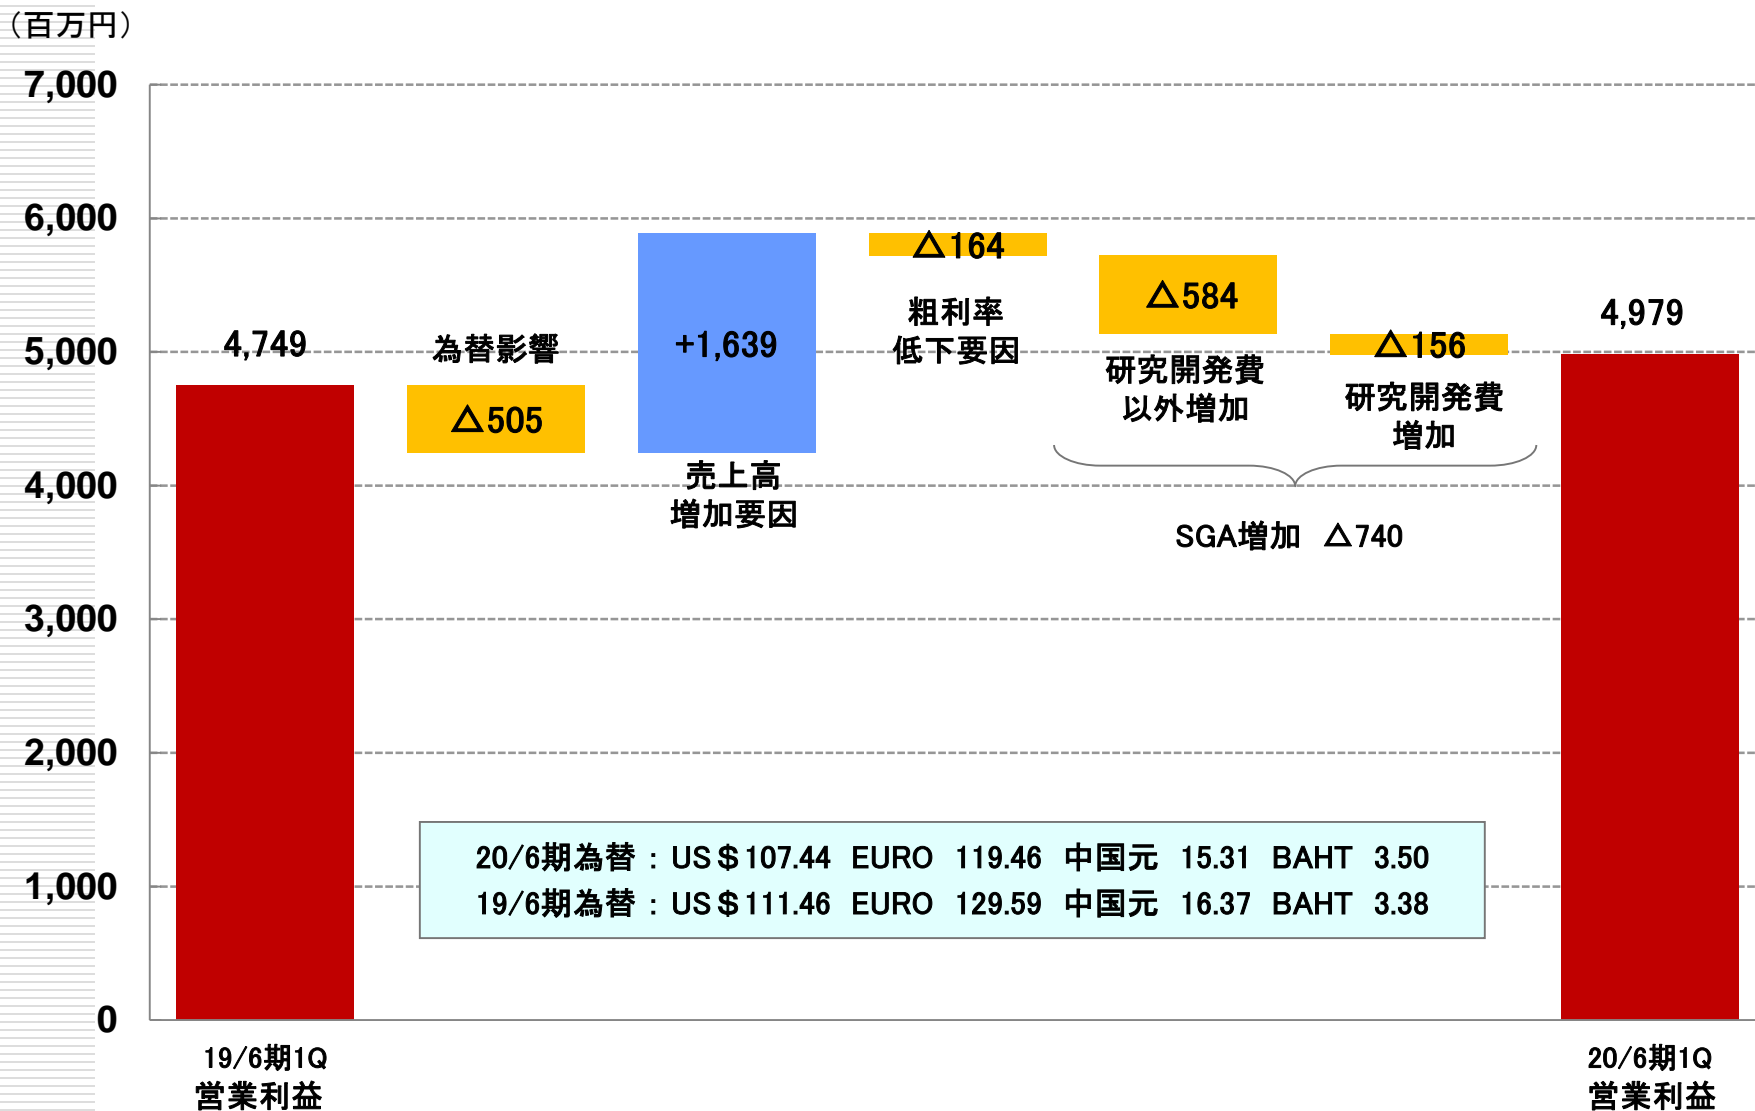 （百万円）
7,000
6,000
5,000
4,000
3,000
2,000
1,000
0
4,749
為替影響
△505
+1,639
売上高
増加要因
△164
粗利率
低下要因
△584
研究開発費
以外増加
△156
研究開発費
増加
SGA増加　△740
4,979
20/6期為替：US＄107.44　EURO　119.46　中国元　15.31　BAHT　3.50
19/6期為替：US＄111.46　EURO　129.59　中国元　16.37　BAHT　3.38
19/6期1Q
営業利益
20/6期1Q
営業利益